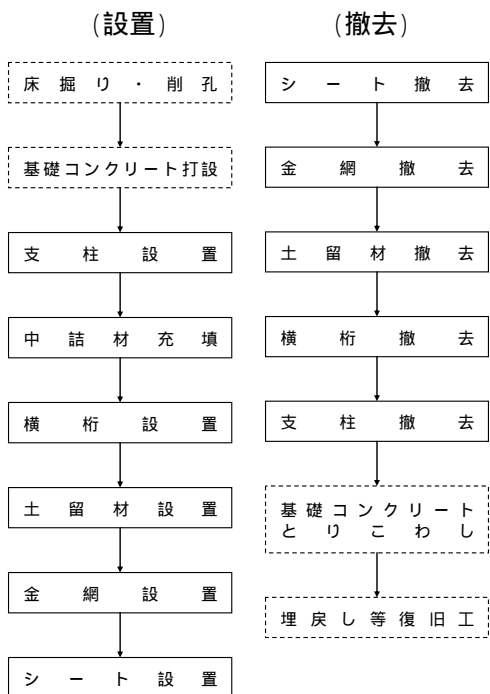 (設置)
床掘り・削孔
基礎コンクリート打設
支柱設置
中詰材充填
横桁設置
土留材設置
金網設置
シート設置
(撤去)
シート撤去
金網撤去
土留材撤去
横桁撤去
支柱撤去
基礎コンクリート
とりこわし
埋戻し等復旧工